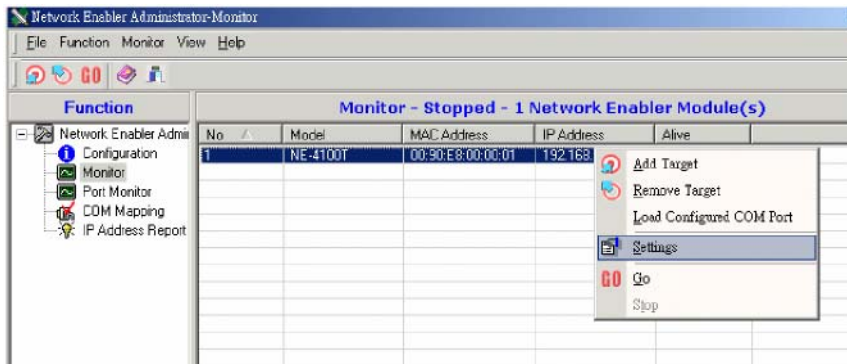 Network Enabler Administrator-Monitor
File Function Monitor View Help
GO
Function
Monitor - Stopped - 1 Network Enabler Module(s)
Network Enabler Admi
Configuration
Monitor
Port Monitor
COM Mapping
IP Address Report
No Model MAC Address IP Address Alive
1 NE-4100T 00:90:E8:00:00:01 192.168.
Add Target
Remove Target
Load Configured COM Port
Settings
GO Go
Stop